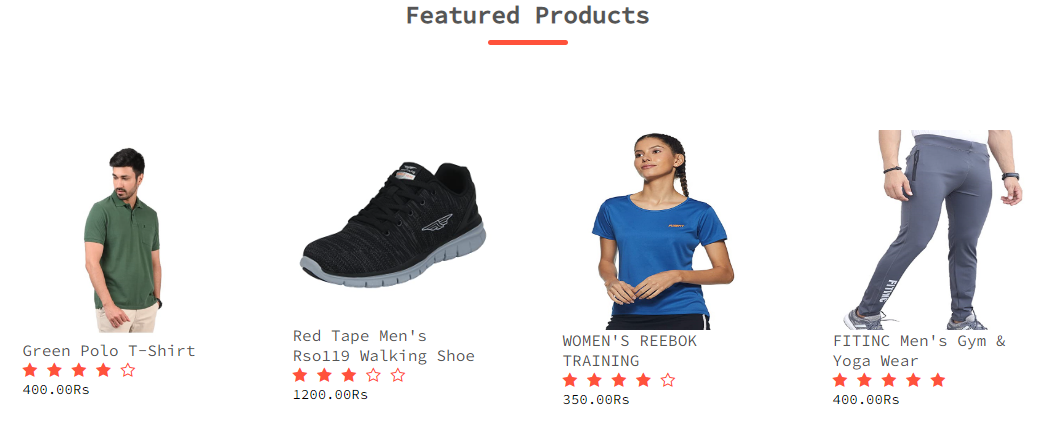 Featured Products
Green Polo T-Shirt
400.00Rs
Red Tape Men's
Rso119 Walking Shoe
1200.00Rs
WOMEN'S REEBOK
TRAINING
350.00Rs
FITINC
FITINC Men's Gym &
Yoga Wear
400.00Rs